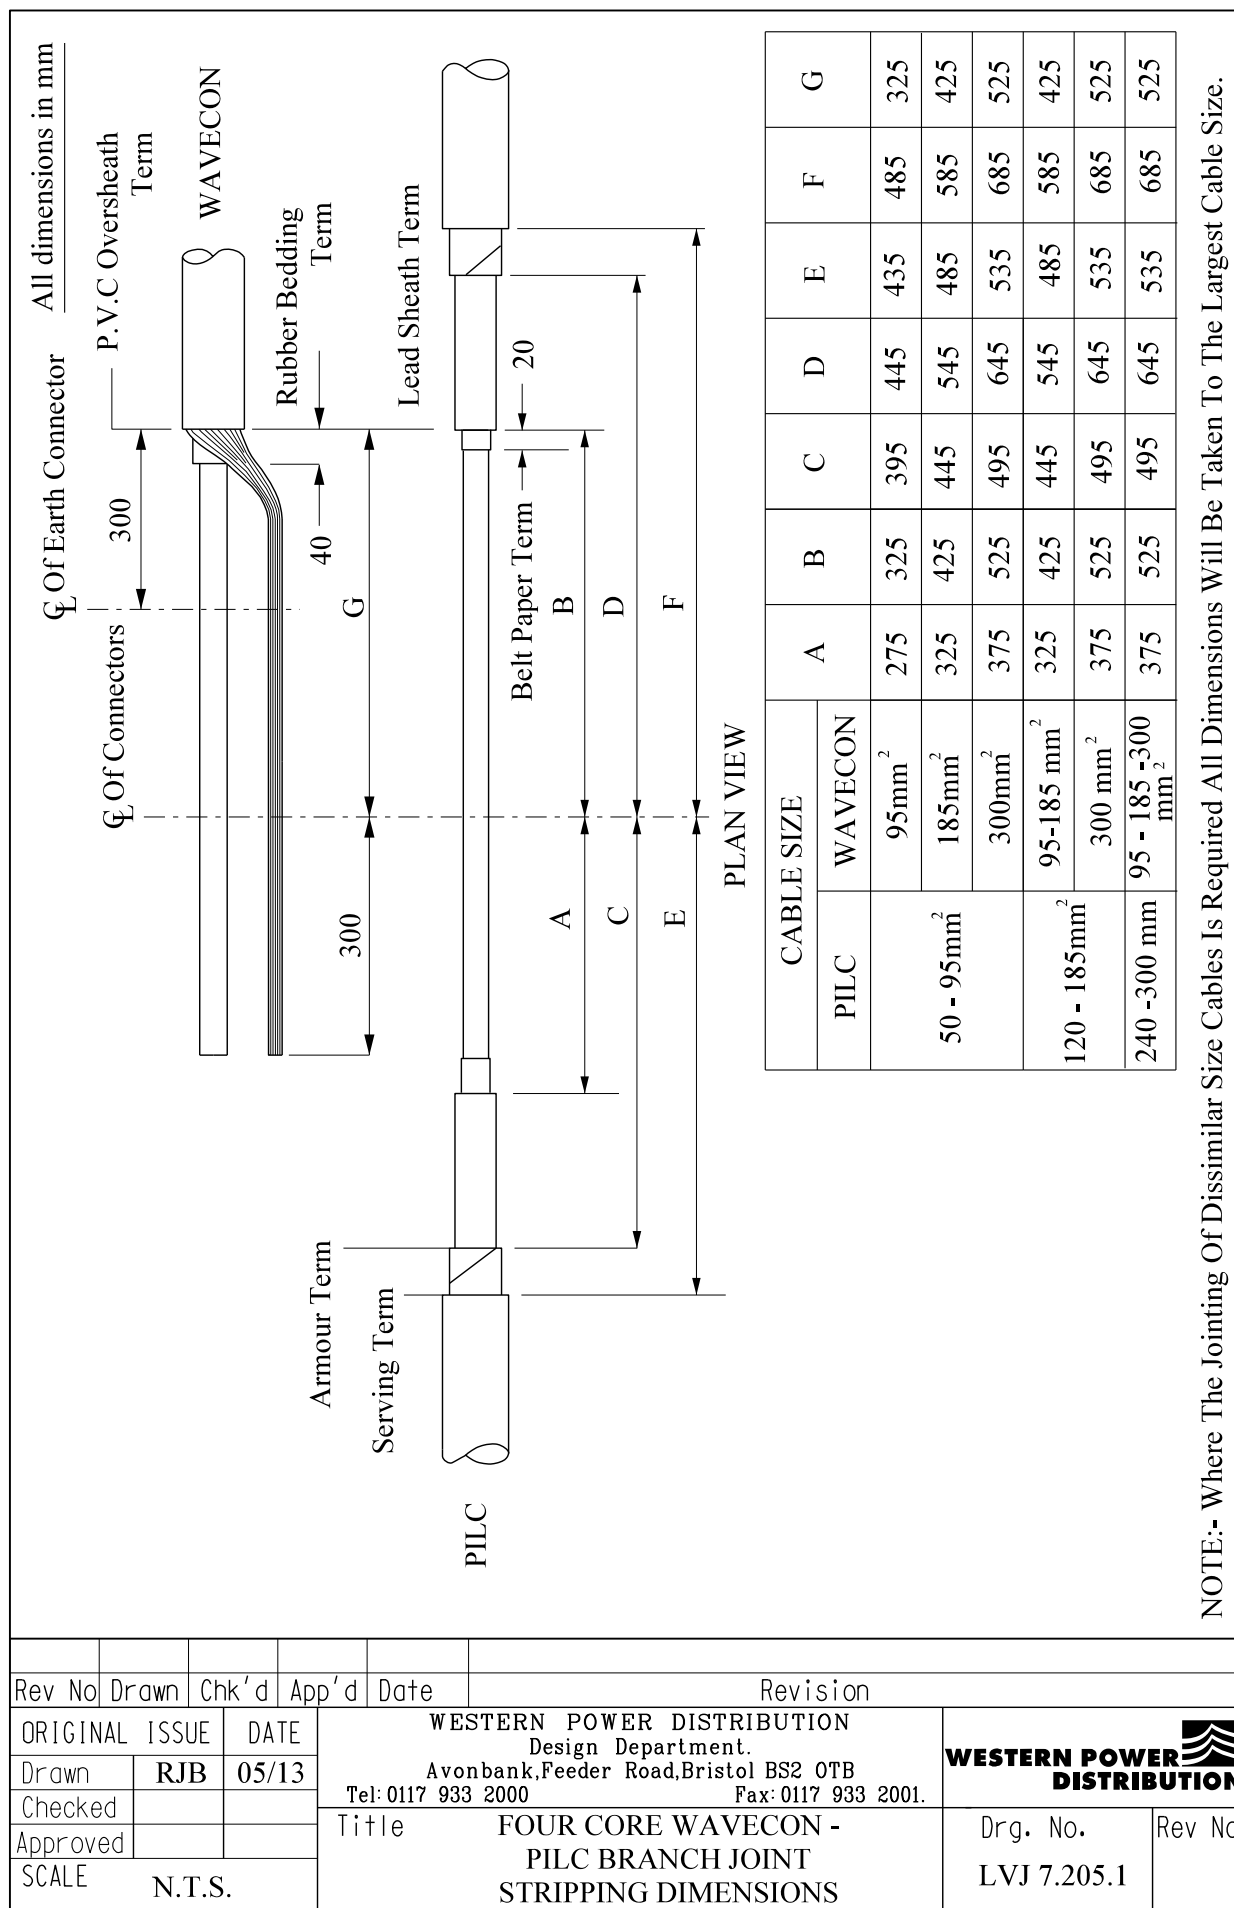 All dimensions in mm
℄ Of Earth Connector
P.V.C Oversheath
Term
WAVECON
300
℄ Of Connectors
Rubber Bedding
Term
40
300
G
Lead Sheath Term
20
Belt Paper Term
Armour Term
Serving Term
PILC
A
B
C
D
E
F
PLAN VIEW
CABLE SIZE
PILC WAVECON A B C D E F G
50 - 95mm² 95mm² 275 325 395 445 435 485 325
185mm² 325 425 445 545 485 585 425
300mm² 375 525 495 645 535 685 525
120 - 185mm² 95-185 mm² 325 425 445 545 485 585 425
300 mm² 375 525 495 645 535 685 525
240 -300 mm 95 - 185 -300 mm² 375 525 495 645 535 685 525
NOTE:- Where The Jointing Of Dissimilar Size Cables Is Required All Dimensions Will Be Taken To The Largest Cable Size.
Rev No Drawn Chk'd App'd Date Revision
ORIGINAL ISSUE DATE
Drawn RJB 05/13
Checked
Approved
SCALE N.T.S.
WESTERN POWER DISTRIBUTION
Design Department.
Avonbank,Feeder Road,Bristol BS2 0TB
Tel: 0117 933 2000 Fax: 0117 933 2001.
Title FOUR CORE WAVECON -
PILC BRANCH JOINT
STRIPPING DIMENSIONS
WESTERN POWER
DISTRIBUTION
Drg. No. Rev No
LVJ 7.205.1